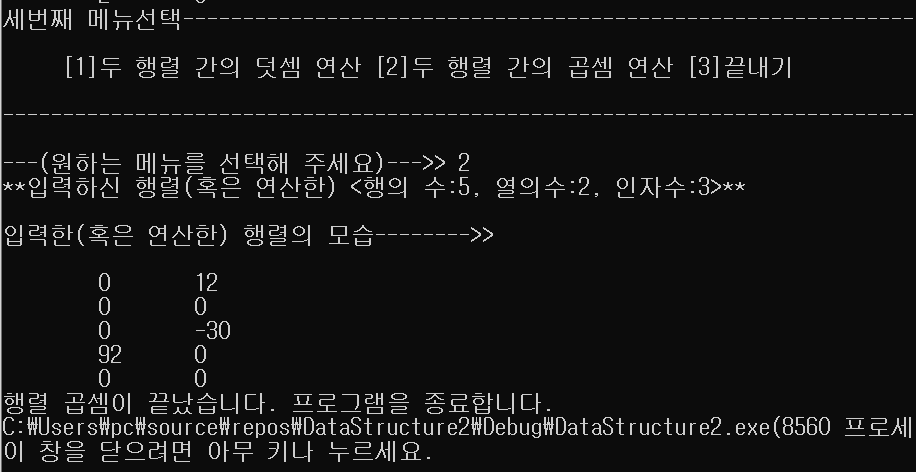 세번째 메뉴선택----------------------------------------------------------------
[1]두 행렬 간의 덧셈 연산 [2]두 행렬 간의 곱셈 연산 [3]끝내기
-------------------------------------------------------------------------------
---(원하는 메뉴를 선택해 주세요)--->> 2
**입력하신 행렬(혹은 연산한) <행의 수:5, 열의수:2, 인자수:3>**
입력한(혹은 연산한) 행렬의 모습-------->>
0 12
0 0
0 -30
92 0
0 0
행렬 곱셈이 끝났습니다. 프로그램을 종료합니다.
C:₩Users₩pc₩source₩repos₩DataStructure2₩Debug₩DataStructure2.exe(8560 프로세
이 창을 닫으려면 아무 키나 누르세요.